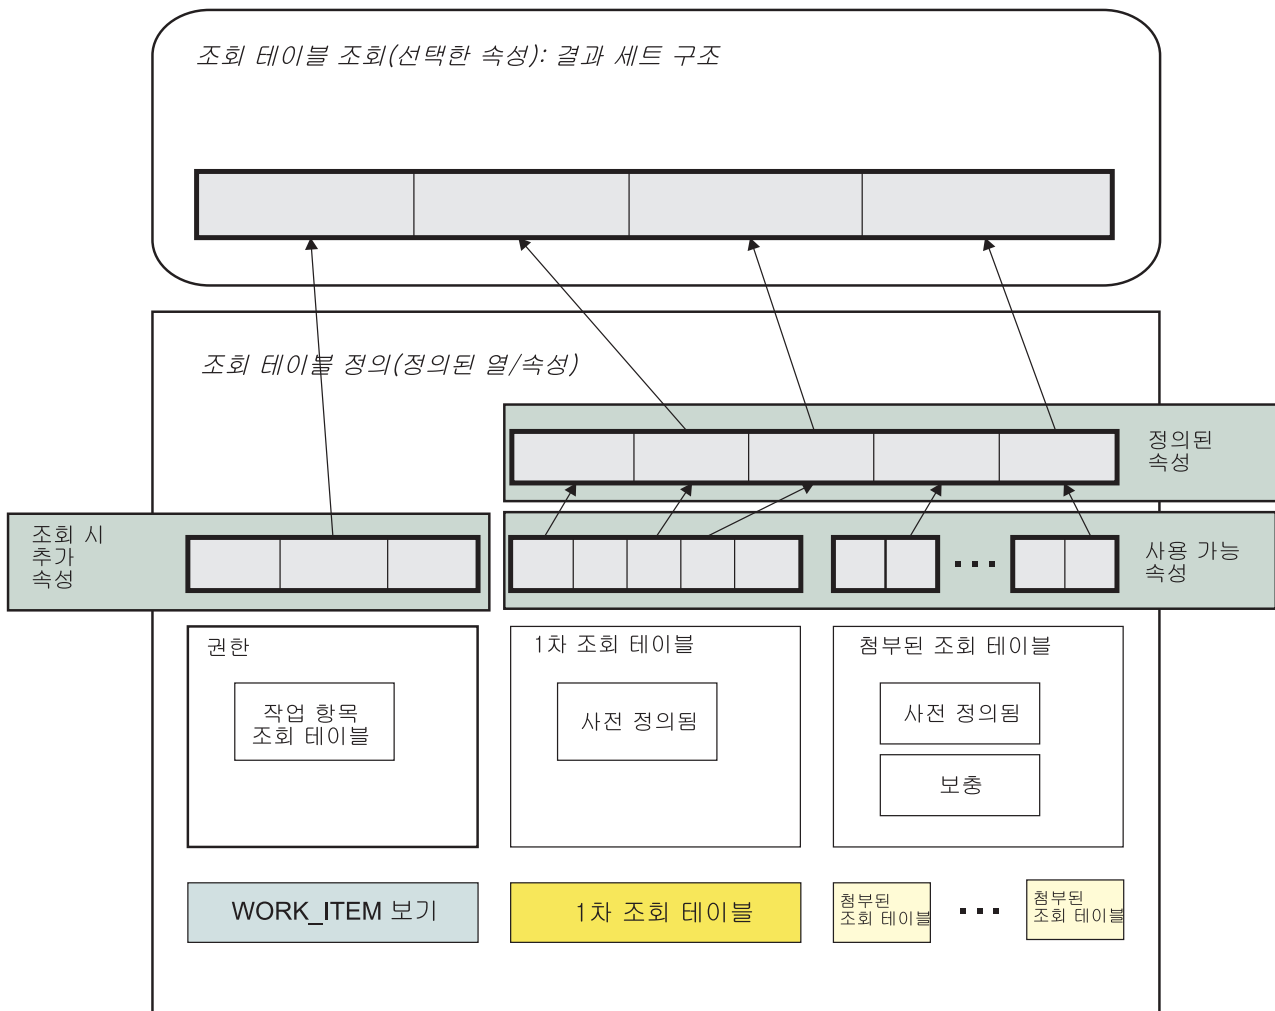 조회 테이블 조회(선택한 속성): 결과 세트 구조
조회 테이블 정의(정의된 열/속성)
정의된
속성
조회 시
추가
속성
사용 가능
속성
권한
작업 항목
조회 테이블
1차 조회 테이블
사전 정의됨
첨부된 조회 테이블
사전 정의됨
보충
WORK_ITEM 보기
1차 조회 테이블
첨부된
조회 테이블
첨부된
조회 테이블